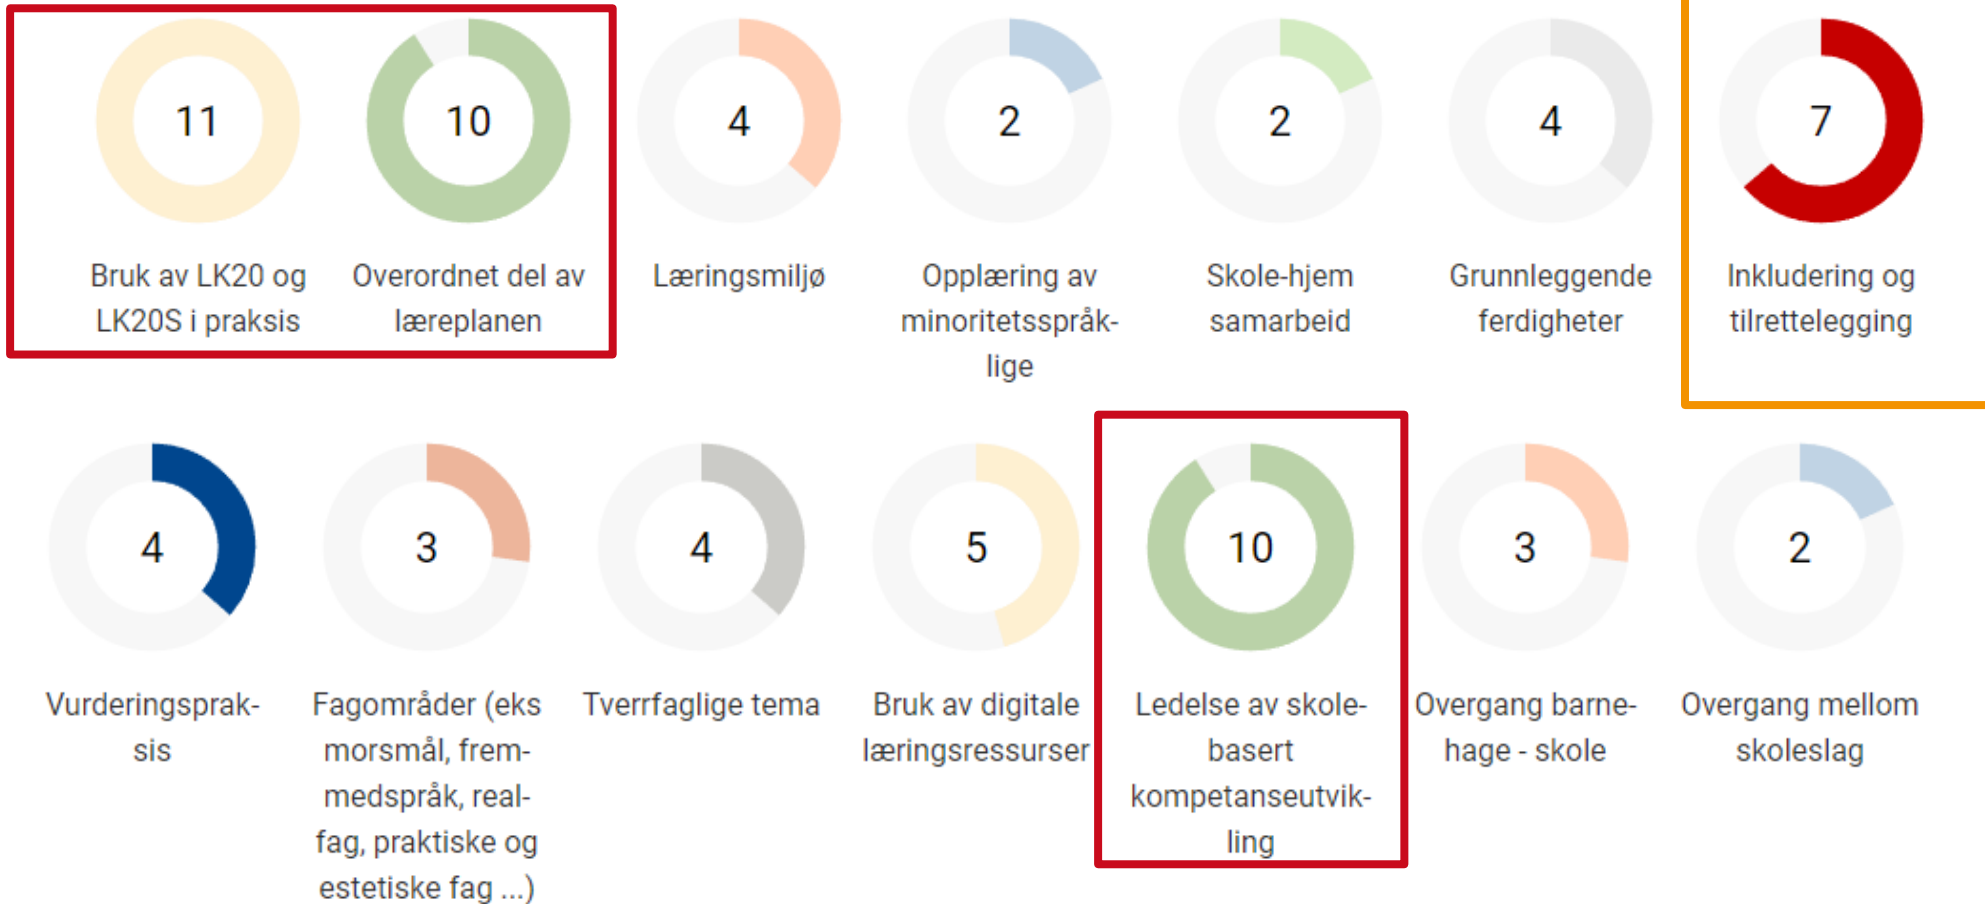 11
10
4
2
2
4
7
Bruk av LK20 og
LK20S i praksis
Overordnet del av
læreplanen
Læringsmiljø
Opplæring av
minoritetsspråk-
lige
Skole-hjem
samarbeid
Grunnleggende
ferdigheter
Inkludering og
tilrettelegging
4
3
4
5
10
3
2
Vurderingsprak-
sis
Fagområder (eks
morsmål, frem-
medspråk, real-
fag, praktiske og
estetiske fag ...)
Tverrfaglige tema
Bruk av digitale
læringsressurser
Ledelse av skole-
basert
kompetanseutvik-
ling
Overgang barne-
hage - skole
Overgang mellom
skoleslag